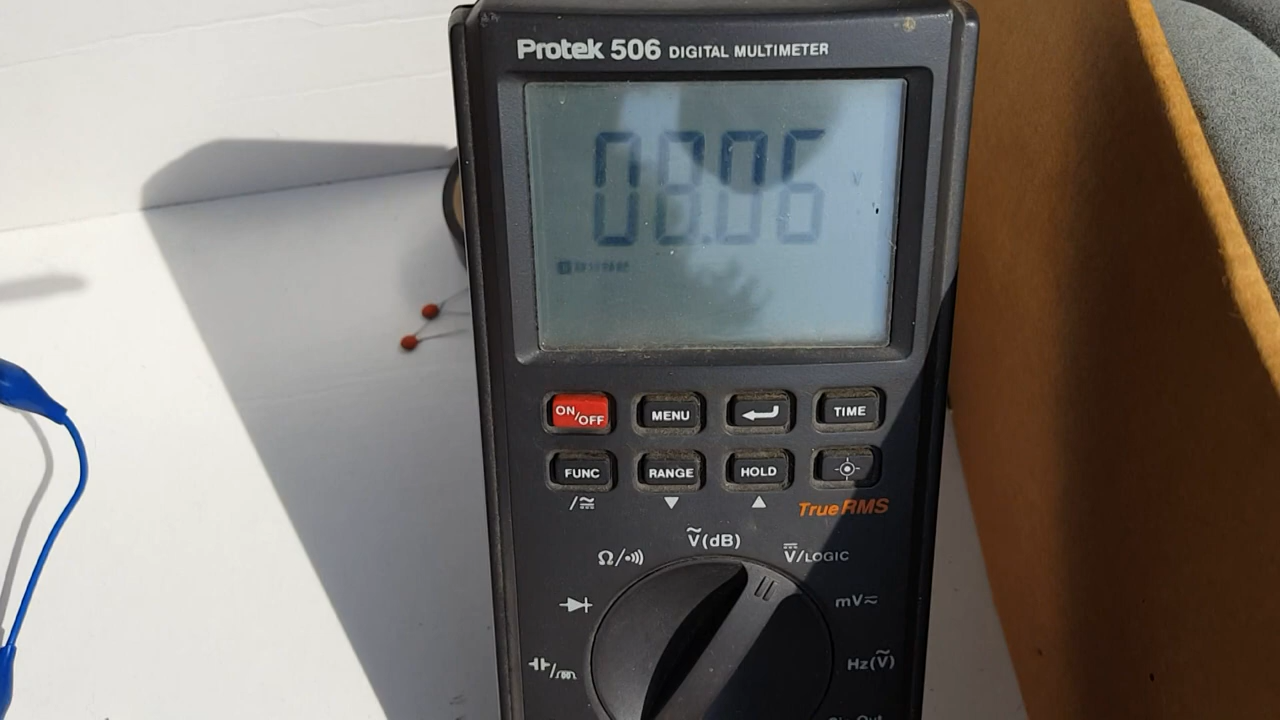 Protek 506 DIGITAL MULTIMETER
08.06
V
ON/OFF
MENU
TIME
FUNC
RANGE
HOLD
True RMS
Ω
V(dB)
V/LOGIC
mV
Hz(V)